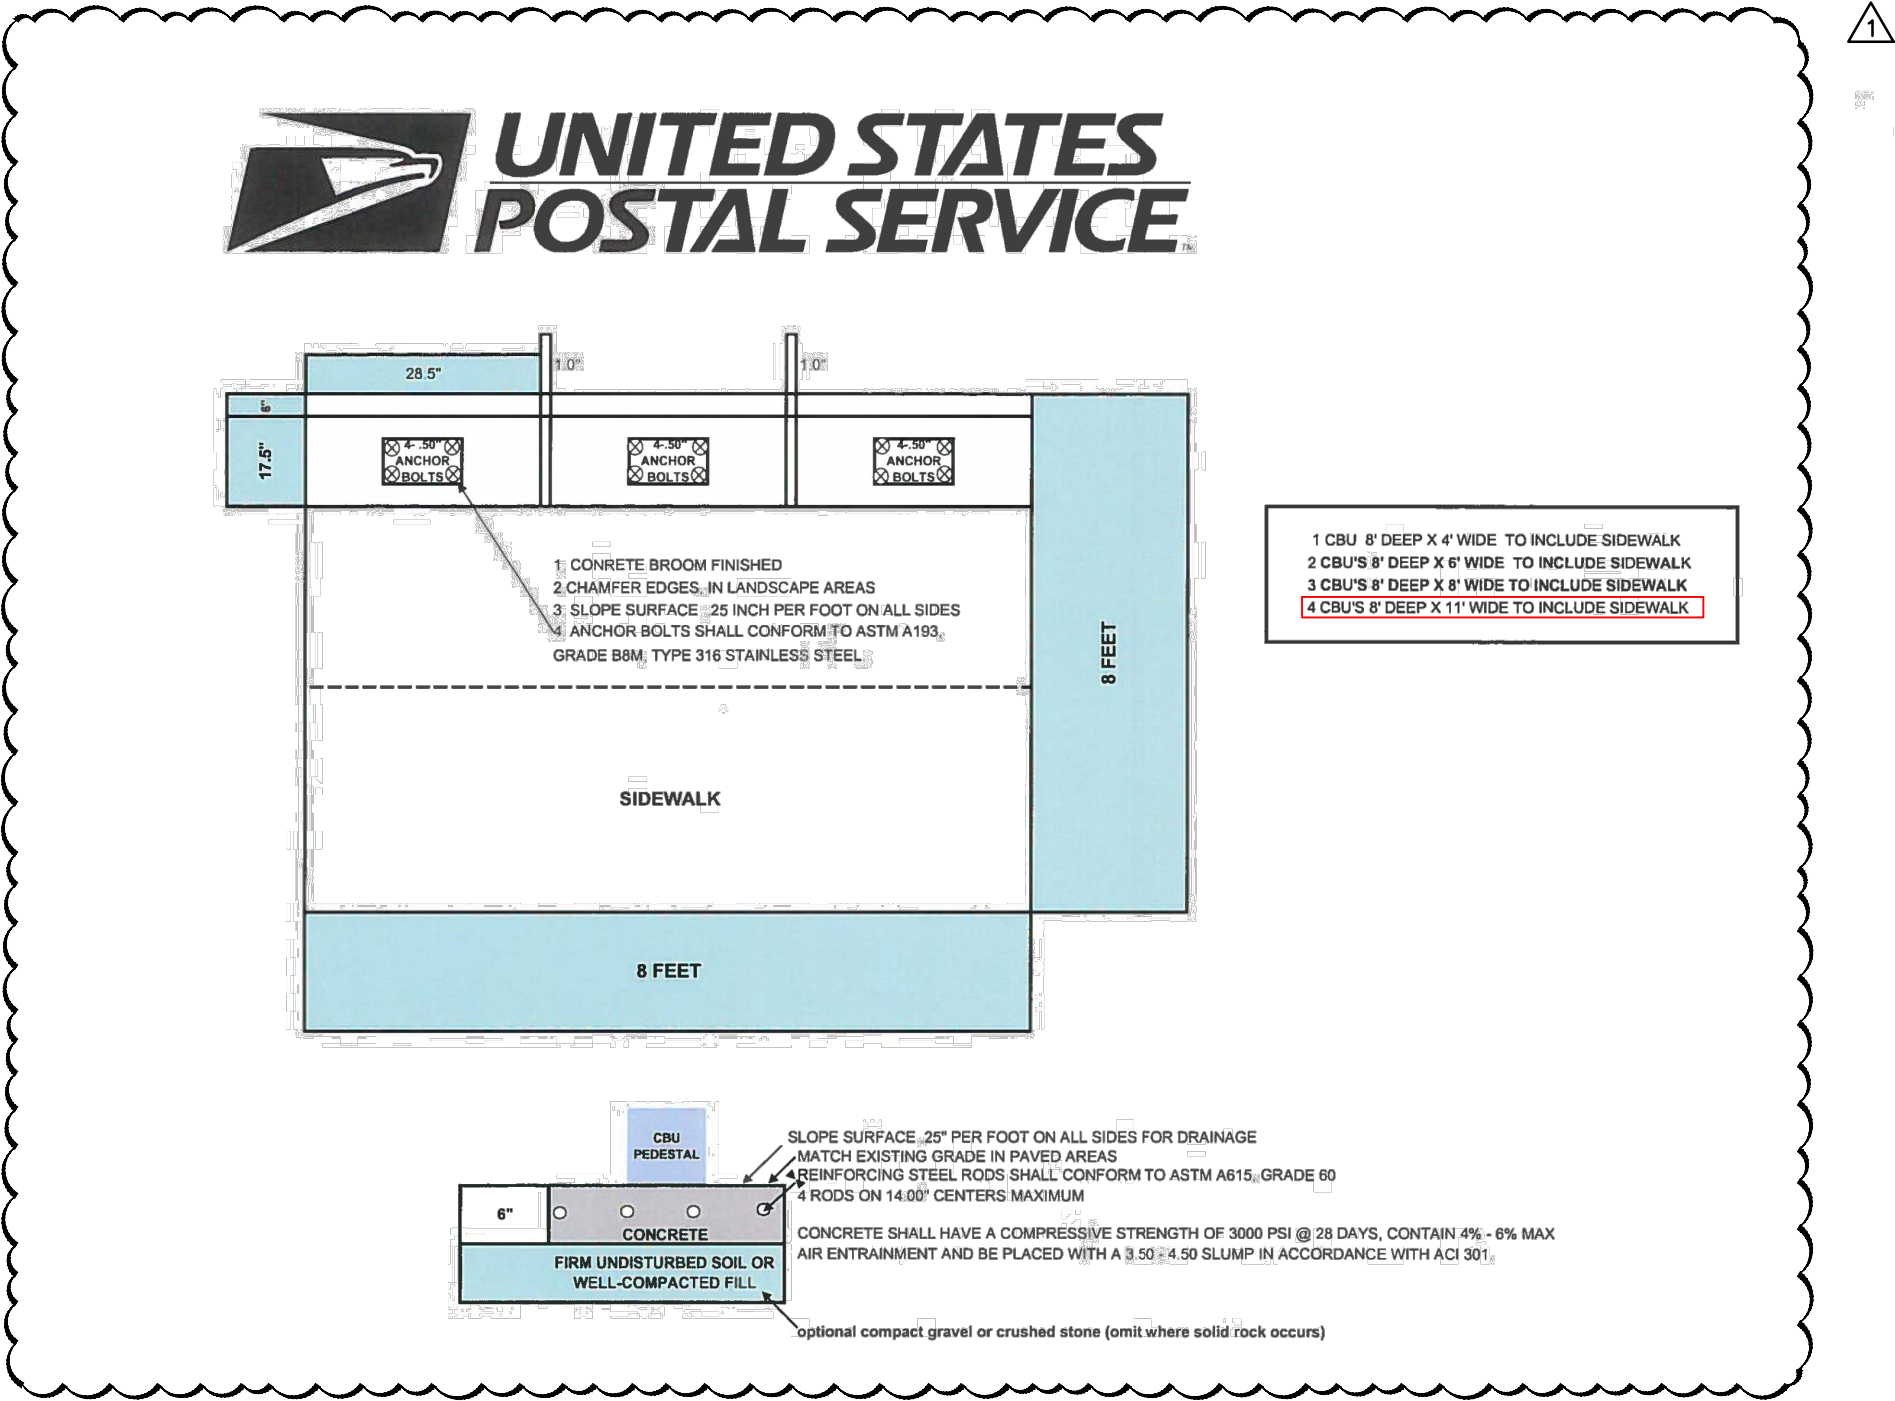 1
UNITED STATES
POSTAL SERVICE
TM
28.5"
1.0"
1.0"
6"
17.5"
4-.50"
ANCHOR
BOLTS
4-.50"
ANCHOR
BOLTS
4-.50"
ANCHOR
BOLTS
1 CONRETE BROOM FINISHED
2 CHAMFER EDGES, IN LANDSCAPE AREAS
3 SLOPE SURFACE .25 INCH PER FOOT ON ALL SIDES
4 ANCHOR BOLTS SHALL CONFORM TO ASTM A193,
GRADE B8M, TYPE 316 STAINLESS STEEL
8 FEET
1 CBU 8' DEEP X 4' WIDE TO INCLUDE SIDEWALK
2 CBU'S 8' DEEP X 6' WIDE TO INCLUDE SIDEWALK
3 CBU'S 8' DEEP X 8' WIDE TO INCLUDE SIDEWALK
4 CBU'S 8' DEEP X 11' WIDE TO INCLUDE SIDEWALK
SIDEWALK
8 FEET
CBU
PEDESTAL
SLOPE SURFACE .25" PER FOOT ON ALL SIDES FOR DRAINAGE
MATCH EXISTING GRADE IN PAVED AREAS
REINFORCING STEEL RODS SHALL CONFORM TO ASTM A615, GRADE 60
4 RODS ON 14.00" CENTERS MAXIMUM
6"
CONCRETE
CONCRETE SHALL HAVE A COMPRESSIVE STRENGTH OF 3000 PSI @ 28 DAYS, CONTAIN 4% - 6% MAX
AIR ENTRAINMENT AND BE PLACED WITH A 3.50 - 4.50 SLUMP IN ACCORDANCE WITH ACI 301.
FIRM UNDISTURBED SOIL OR
WELL-COMPACTED FILL
optional compact gravel or crushed stone (omit where solid rock occurs)